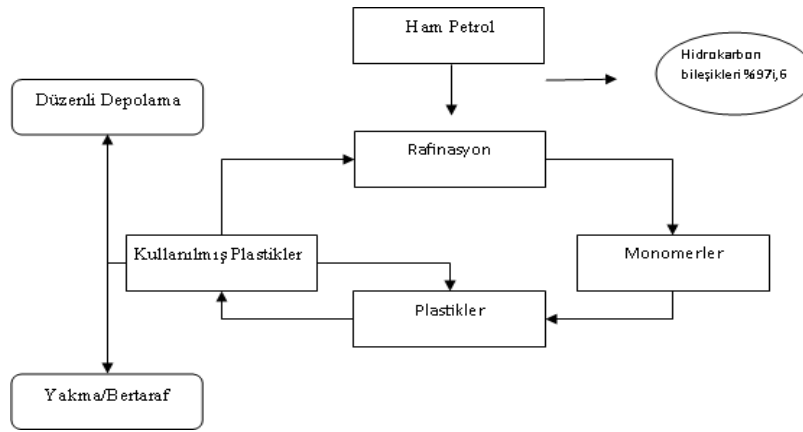 Ham Petrol
Hidrokarbon
bileşikleri %97i,6
Düzenli Depolama
Rafinasyon
Kullanılmış Plastikler
Monomerler
Plastikler
Yakma/Bertaraf